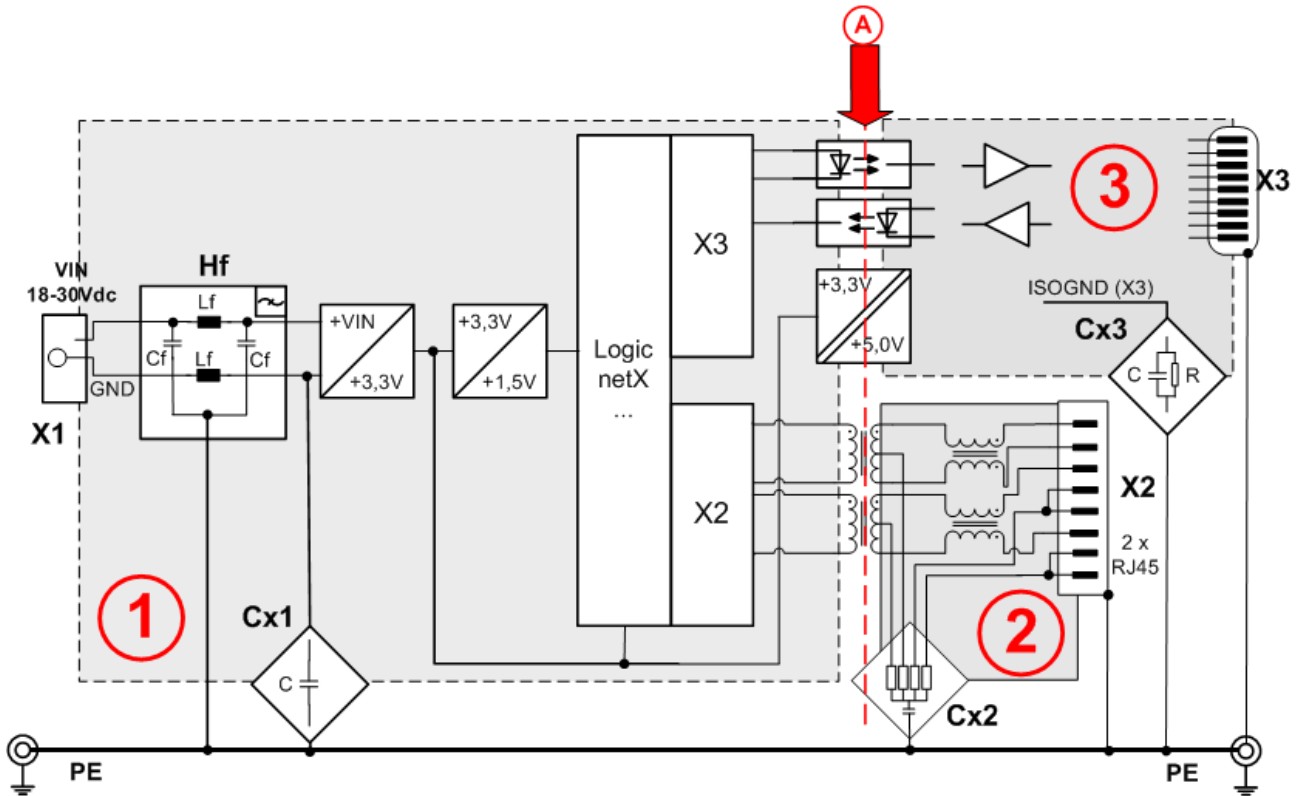 A
3
X3
VIN
18-30Vdc
Hf
Lf
Cf
Lf
Cf
GND
X1
+VIN
+3,3V
+3,3V
+1,5V
Logic
netX
...
X3
X2
+3,3V
+5,0V
ISOGND (X3)
Cx3
C
R
X2
2 x
RJ45
1
Cx1
C
2
Cx2
PE
PE